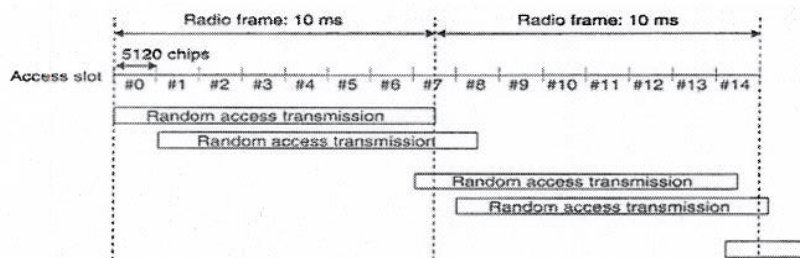 Radio frame: 10 ms Radio frame: 10 ms
5120 chips
Access slot
#0 #1 #2 #3 #4 #5 #6 #7 #8 #9 #10 #11 #12 #13 #14
Random access transmission
Random access transmission
Random access transmission
Random access transmission